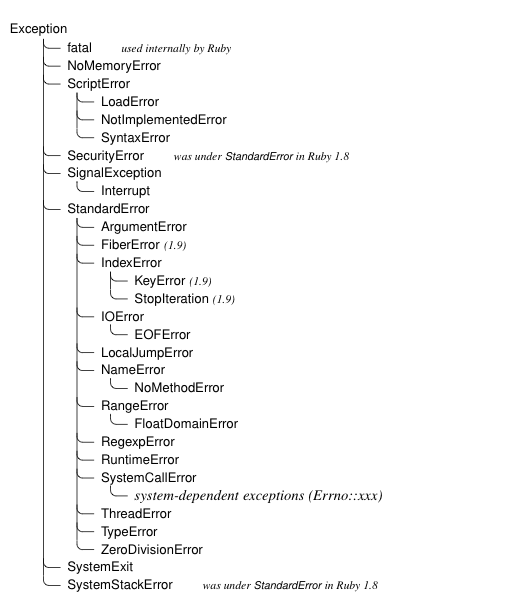 Exception
fatal used internally by Ruby
NoMemoryError
ScriptError
LoadError
NotImplementedError
SyntaxError
SecurityError was under StandardError in Ruby 1.8
SignalException
Interrupt
StandardError
ArgumentError
FiberError (1.9)
IndexError
KeyError (1.9)
StopIteration (1.9)
IOError
EOFError
LocalJumpError
NameError
NoMethodError
RangeError
FloatDomainError
RegexpError
RuntimeError
SystemCallError
system-dependent exceptions (Errno::xxx)
ThreadError
TypeError
ZeroDivisionError
SystemExit
SystemStackError was under StandardError in Ruby 1.8